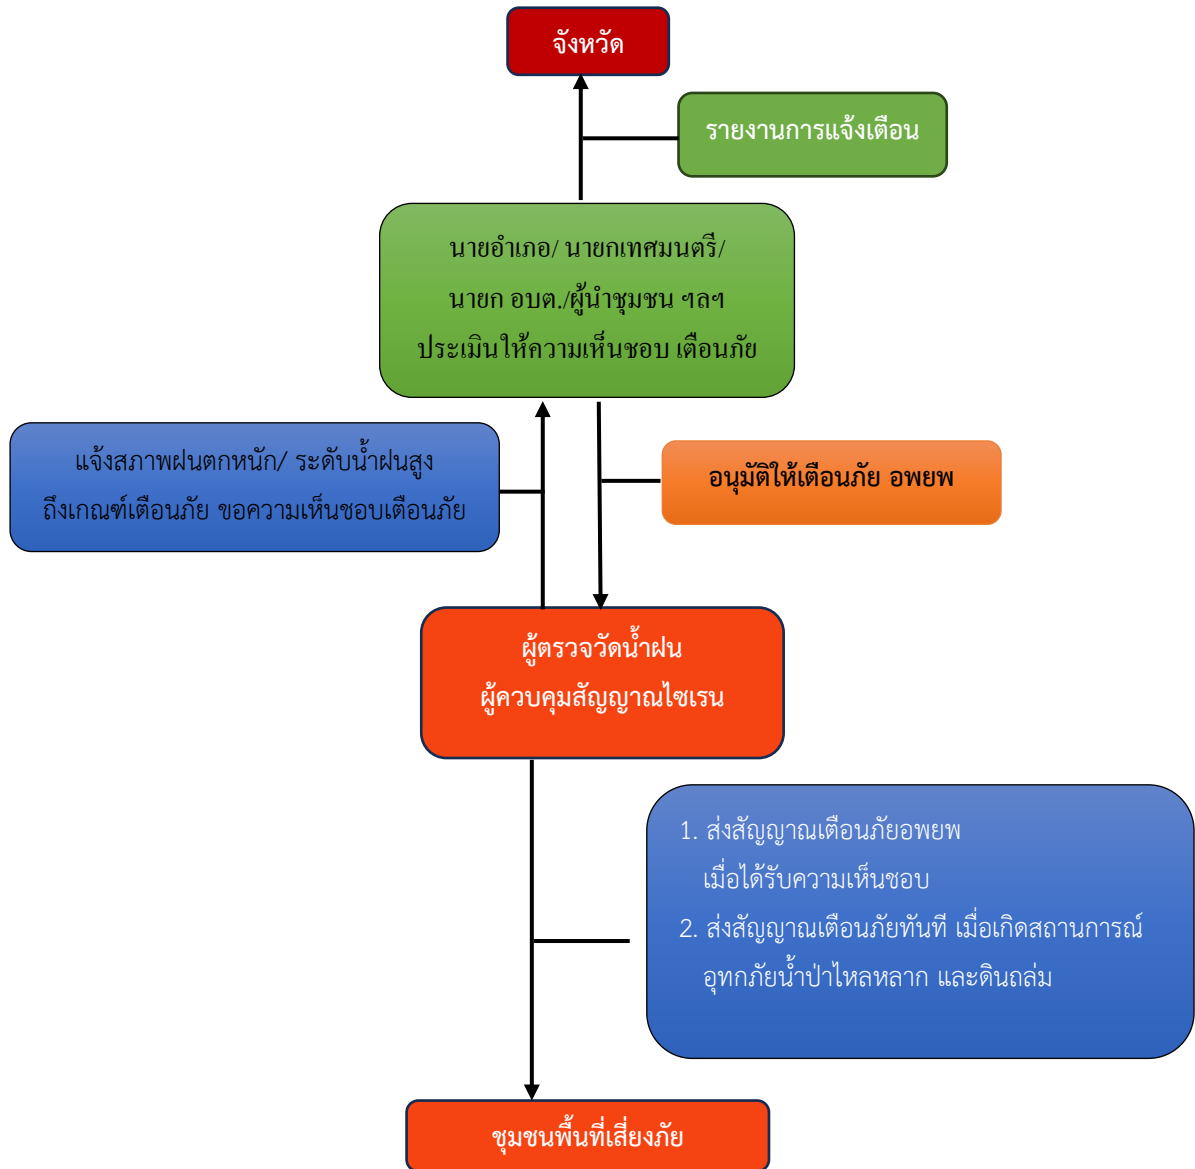 จังหวัด
รายงานการแจ้งเตือน
นายอำเภอ/ นายกเทศมนตรี/
นายก อบต./ผู้นำชุมชน ฯลฯ
ประเมินให้ความเห็นชอบ เตือนภัย
แจ้งสภาพฝนตกหนัก/ ระดับน้ำฝนสูง
ถึงเกณฑ์เตือนภัย ขอความเห็นชอบเตือนภัย
อนุมัติให้เตือนภัย อพยพ
ผู้ตรวจวัดน้ำฝน
ผู้ควบคุมสัญญาณไซเรน
1. ส่งสัญญาณเตือนภัยอพยพ
เมื่อได้รับความเห็นชอบ
2. ส่งสัญญาณเตือนภัยทันที เมื่อเกิดสถานการณ์
อุทกภัยน้ำป่าไหลหลาก และดินถล่ม
ชุมชนพื้นที่เสี่ยงภัย